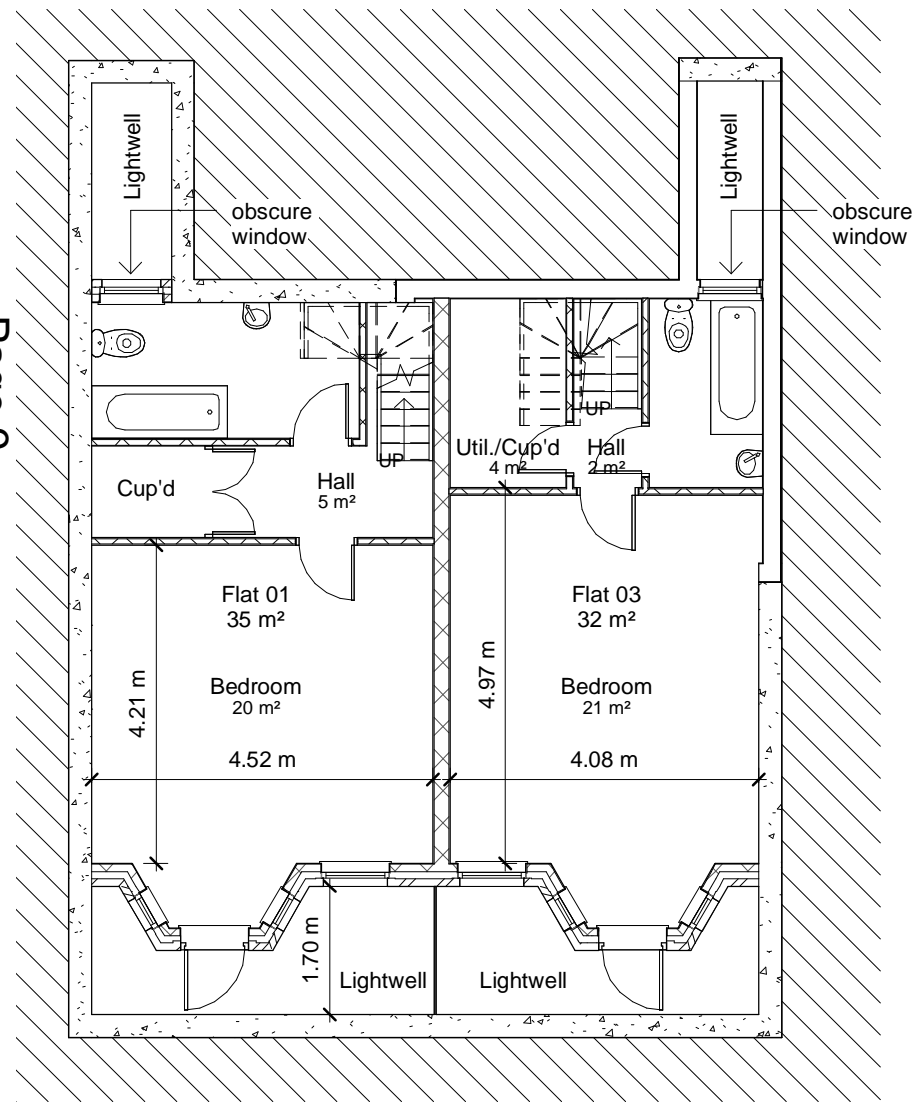 Lightwell
Lightwell
obscure
window
obscure
window
UP
UP
Util./Cup'd
4 m²
Hall
2 m²
Cup'd
Hall
5 m²
Flat 01
35 m²
Flat 03
32 m²
4.21 m
4.97 m
Bedroom
20 m²
Bedroom
21 m²
4.52 m
4.08 m
1.70 m
Lightwell
Lightwell